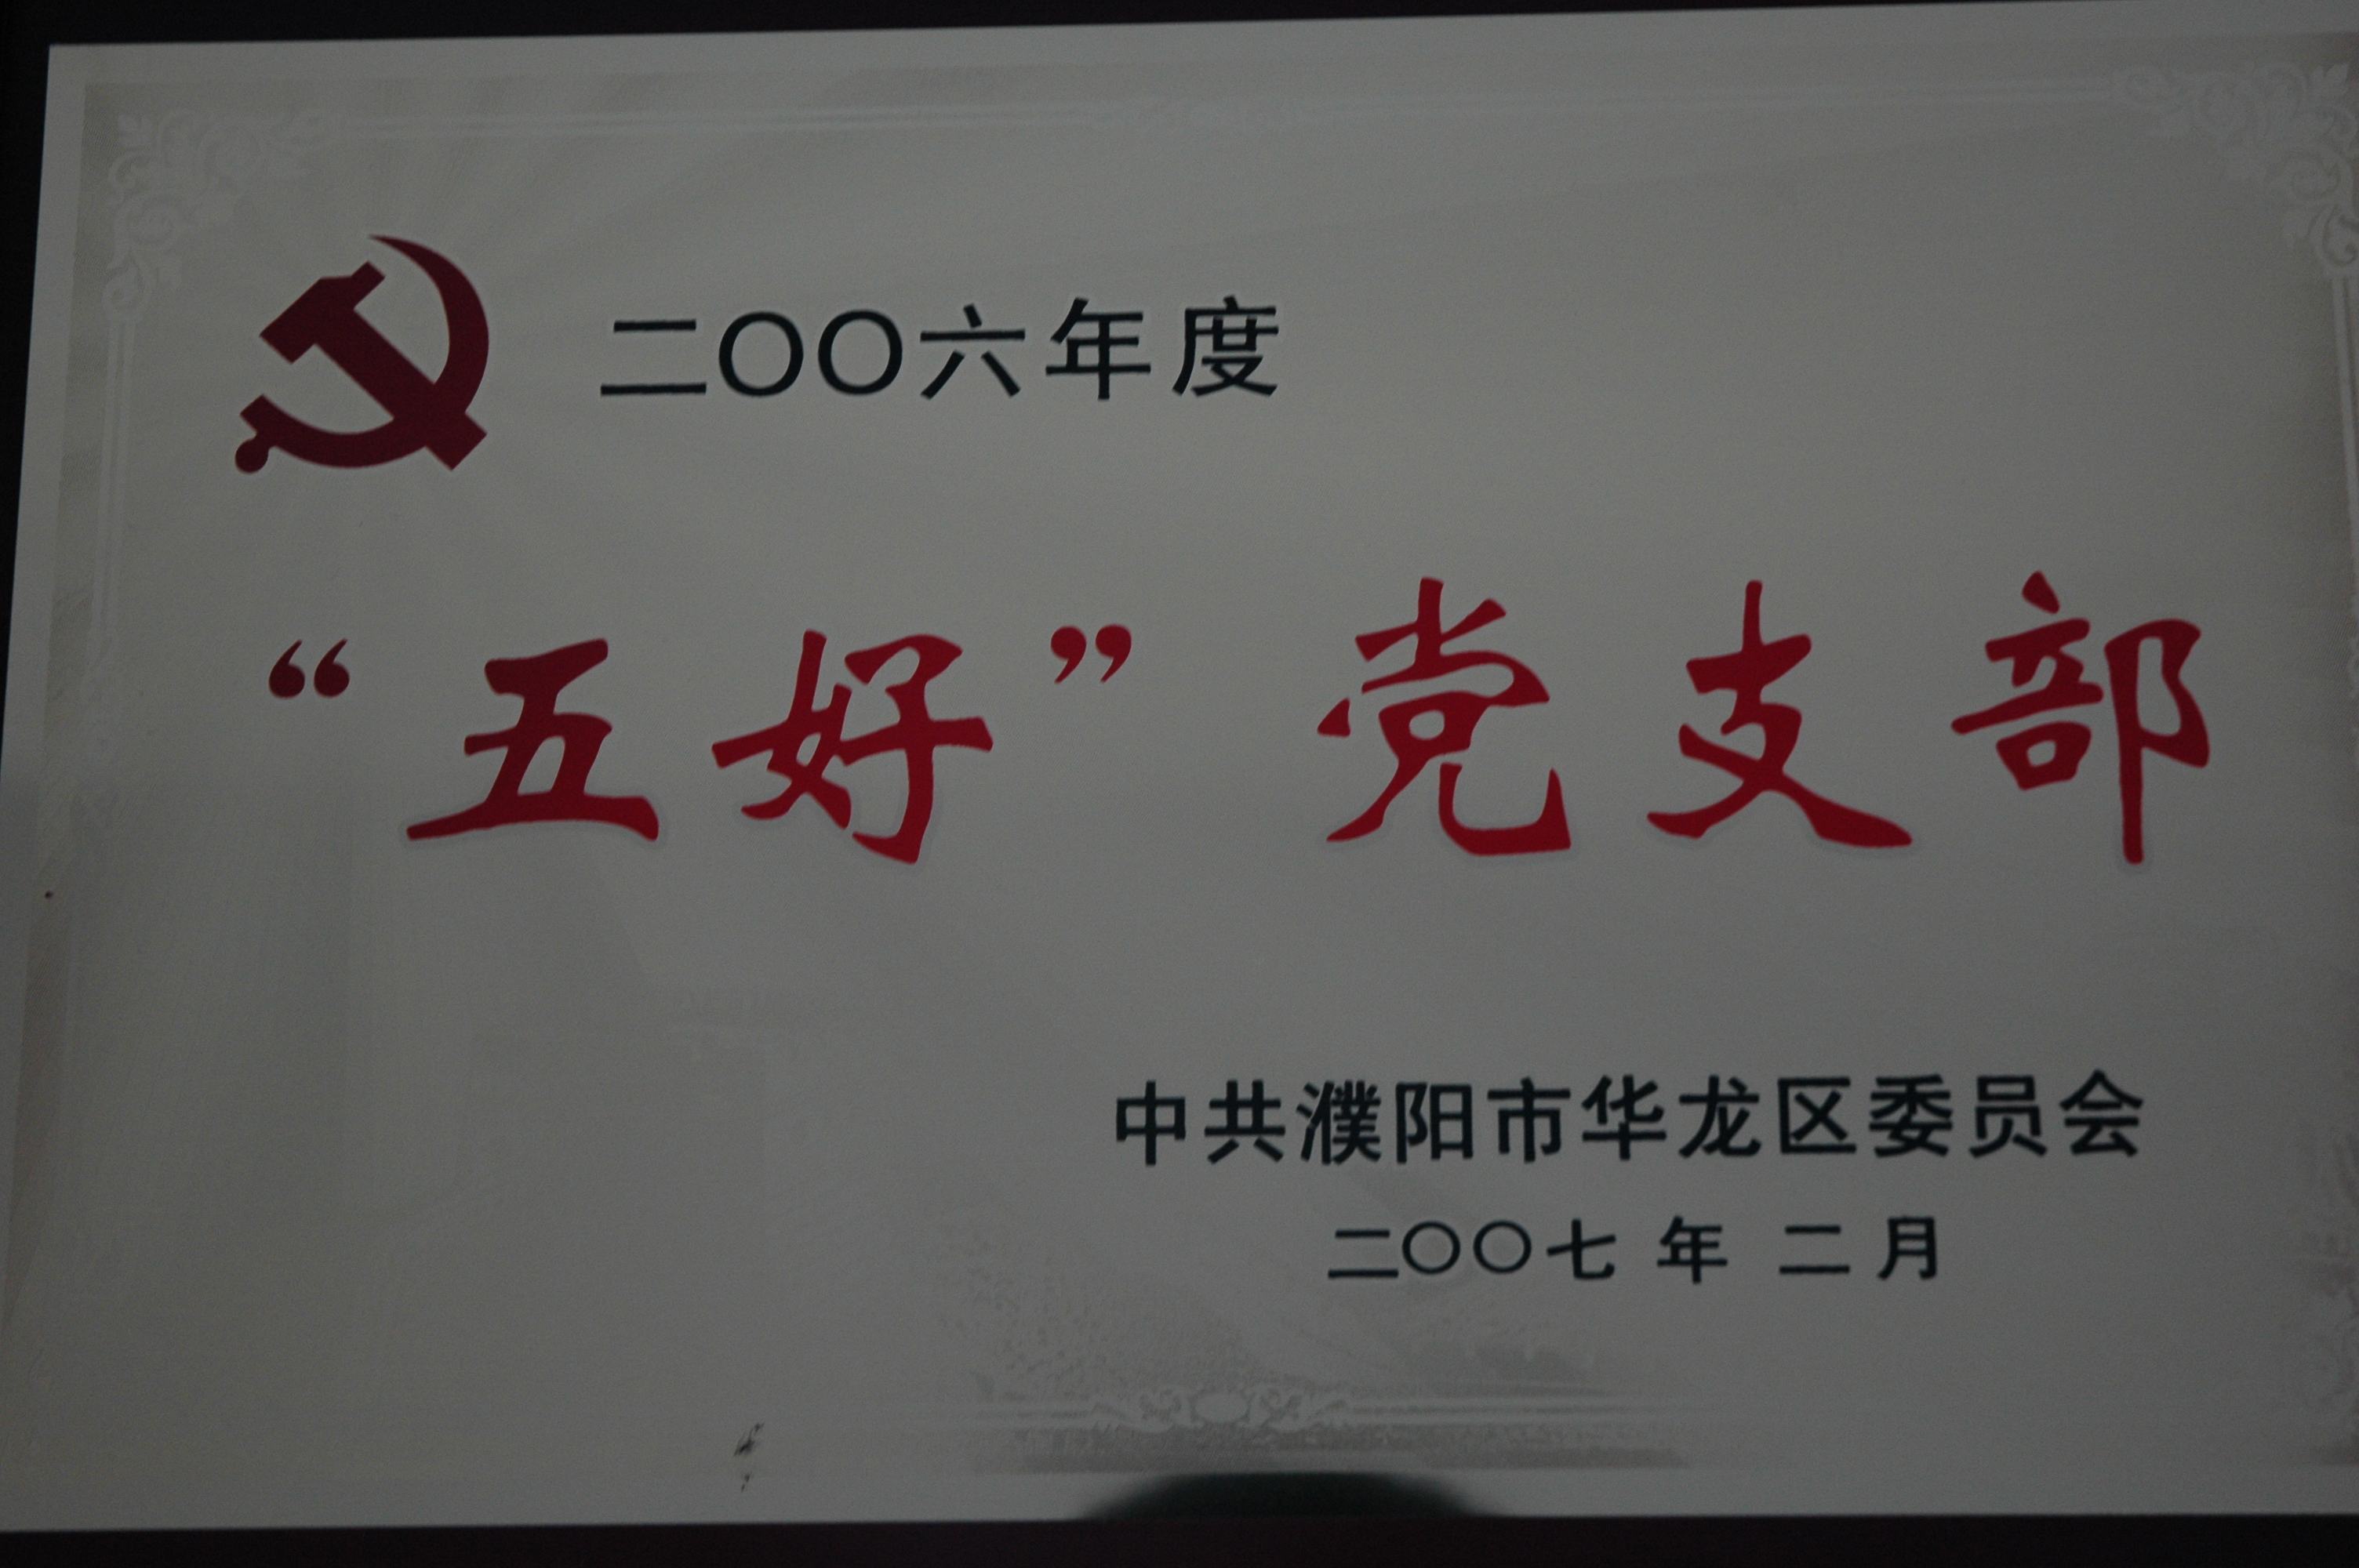 二〇〇六年度
“五好”党支部
中共濮阳市华龙区委员会
二〇〇七年二月